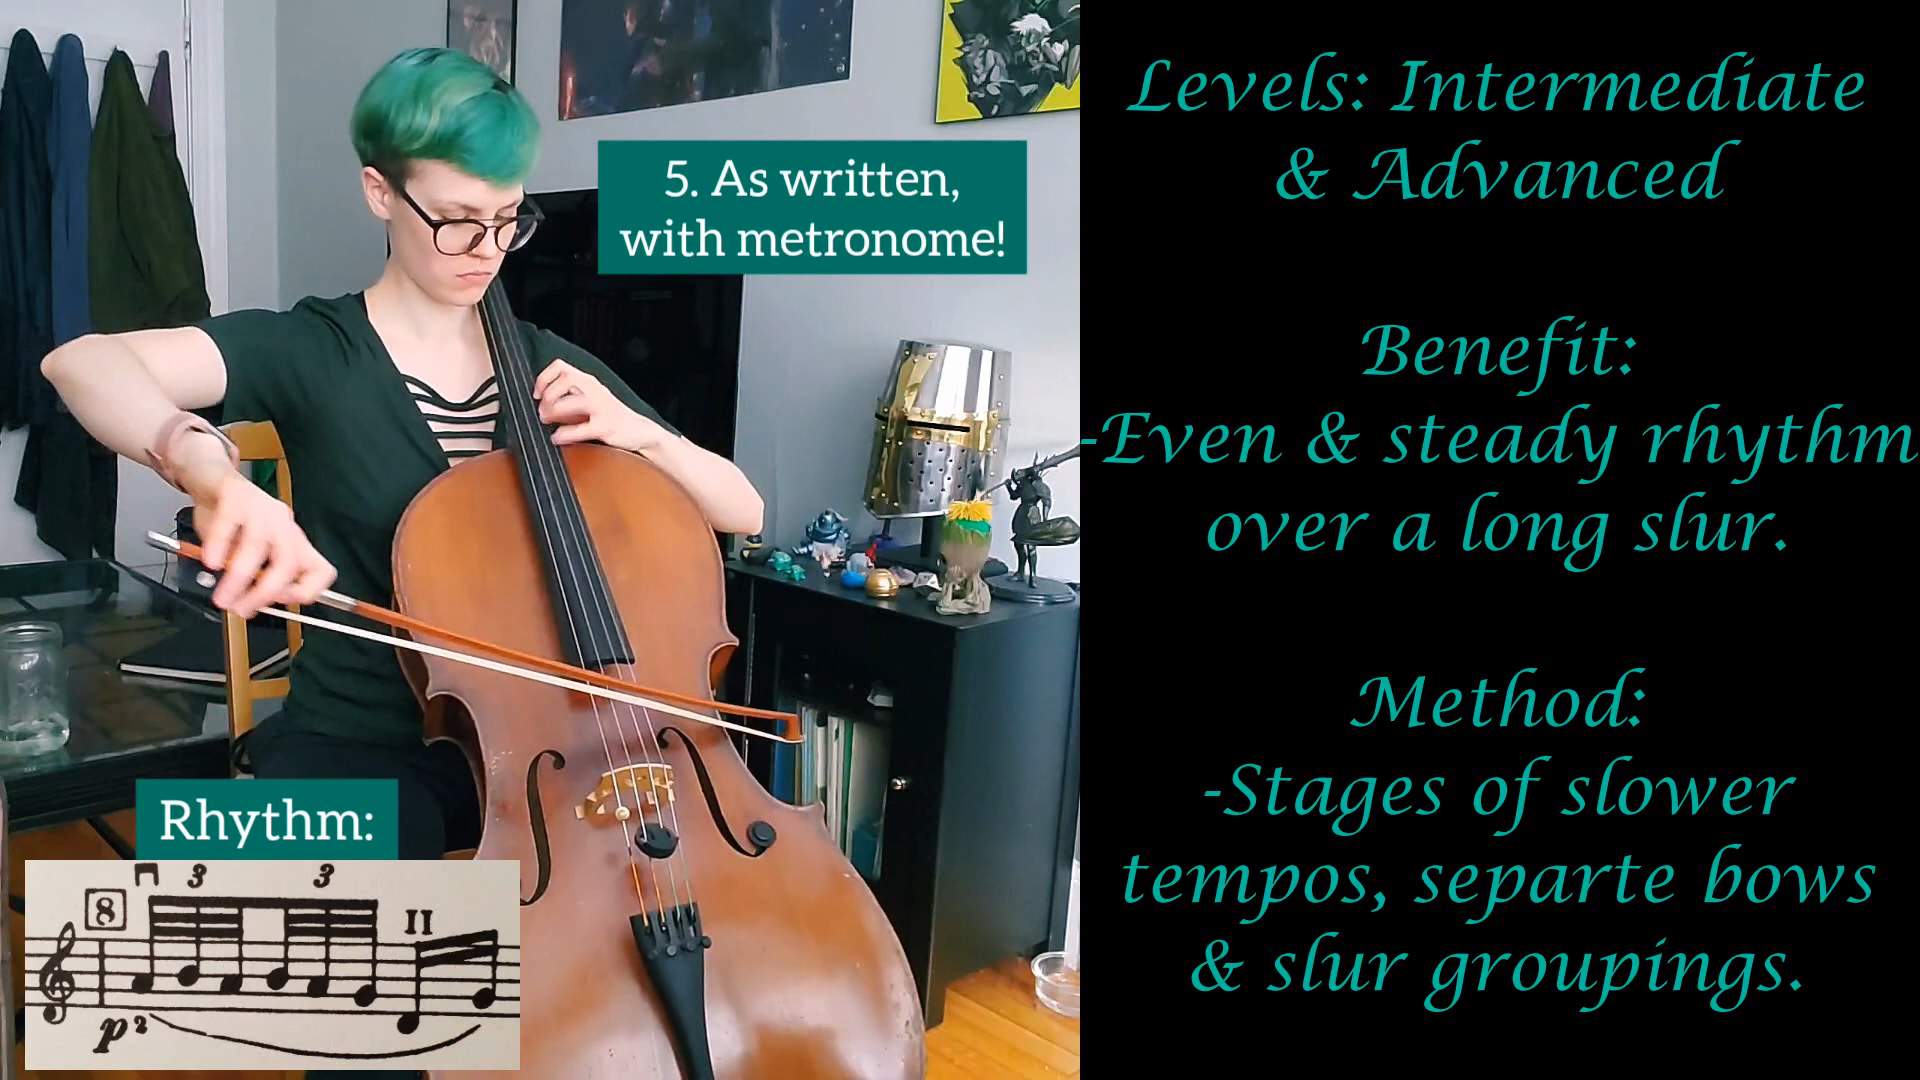 5. As written,
with metronome!
Rhythm:
3 3
8
II
p 2
Levels: Intermediate
& Advanced
Benefit:
-Even & steady rhythm
over a long slur.
Method:
-Stages of slower
tempos, separte bows
& slur groupings.